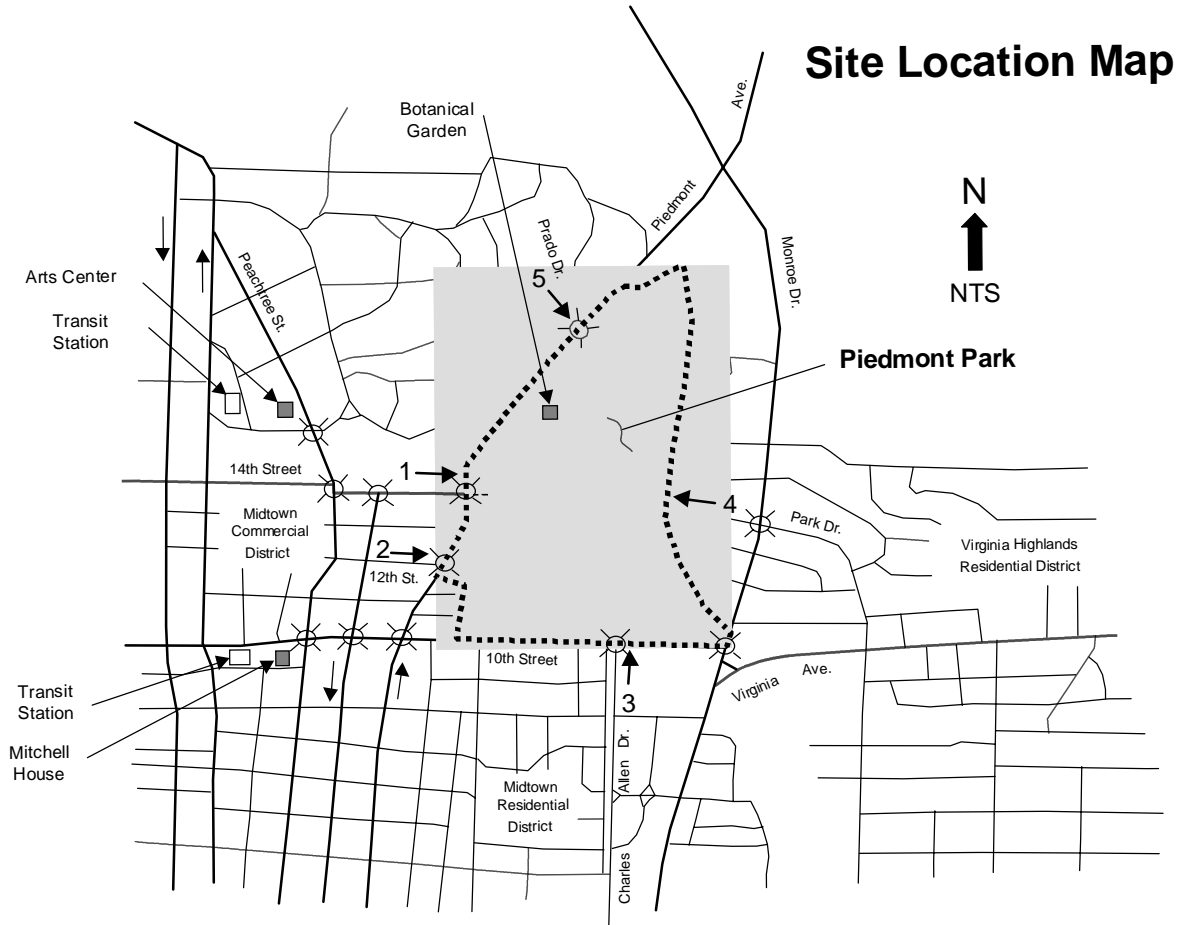 Site Location Map
Ave.
Botanical
Garden
Piedmont
N
Prado Dr.
Monroe Dr.
Arts Center
Peachtree St.
5
NTS
Transit
Station
Piedmont Park
14th Street
1
4
Midtown
Commercial
District
Park Dr.
2
12th St.
Virginia Highlands
Residential District
10th Street
Virginia Ave.
3
Transit
Station
Mitchell
House
Midtown
Residential
District
Charles Allen Dr.